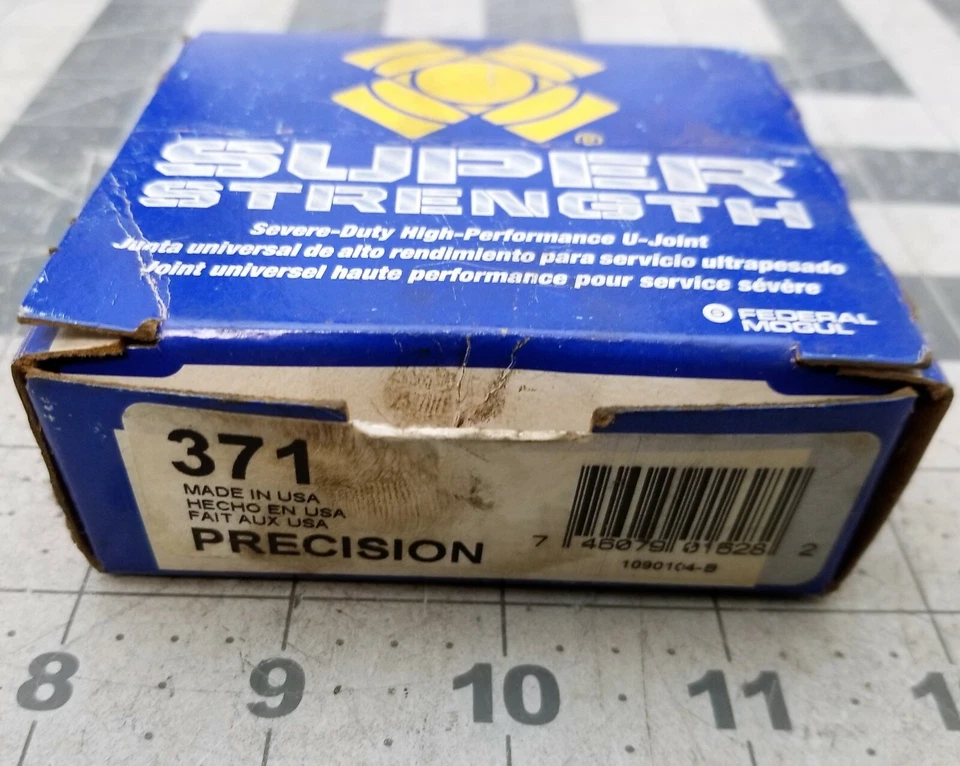 ®
SUPER
STRENGTH
Severe-Duty High-Performance U-Joint
Junta universal de alto rendimiento para servicio ultrapesado
Joint universel haute performance pour service sévère
FEDERAL
MOGUL
371
MADE IN USA
HECHO EN USA
FAIT AUX USA
PRECISION
7 46079 01828 2
1090104-B
8 9 10 11